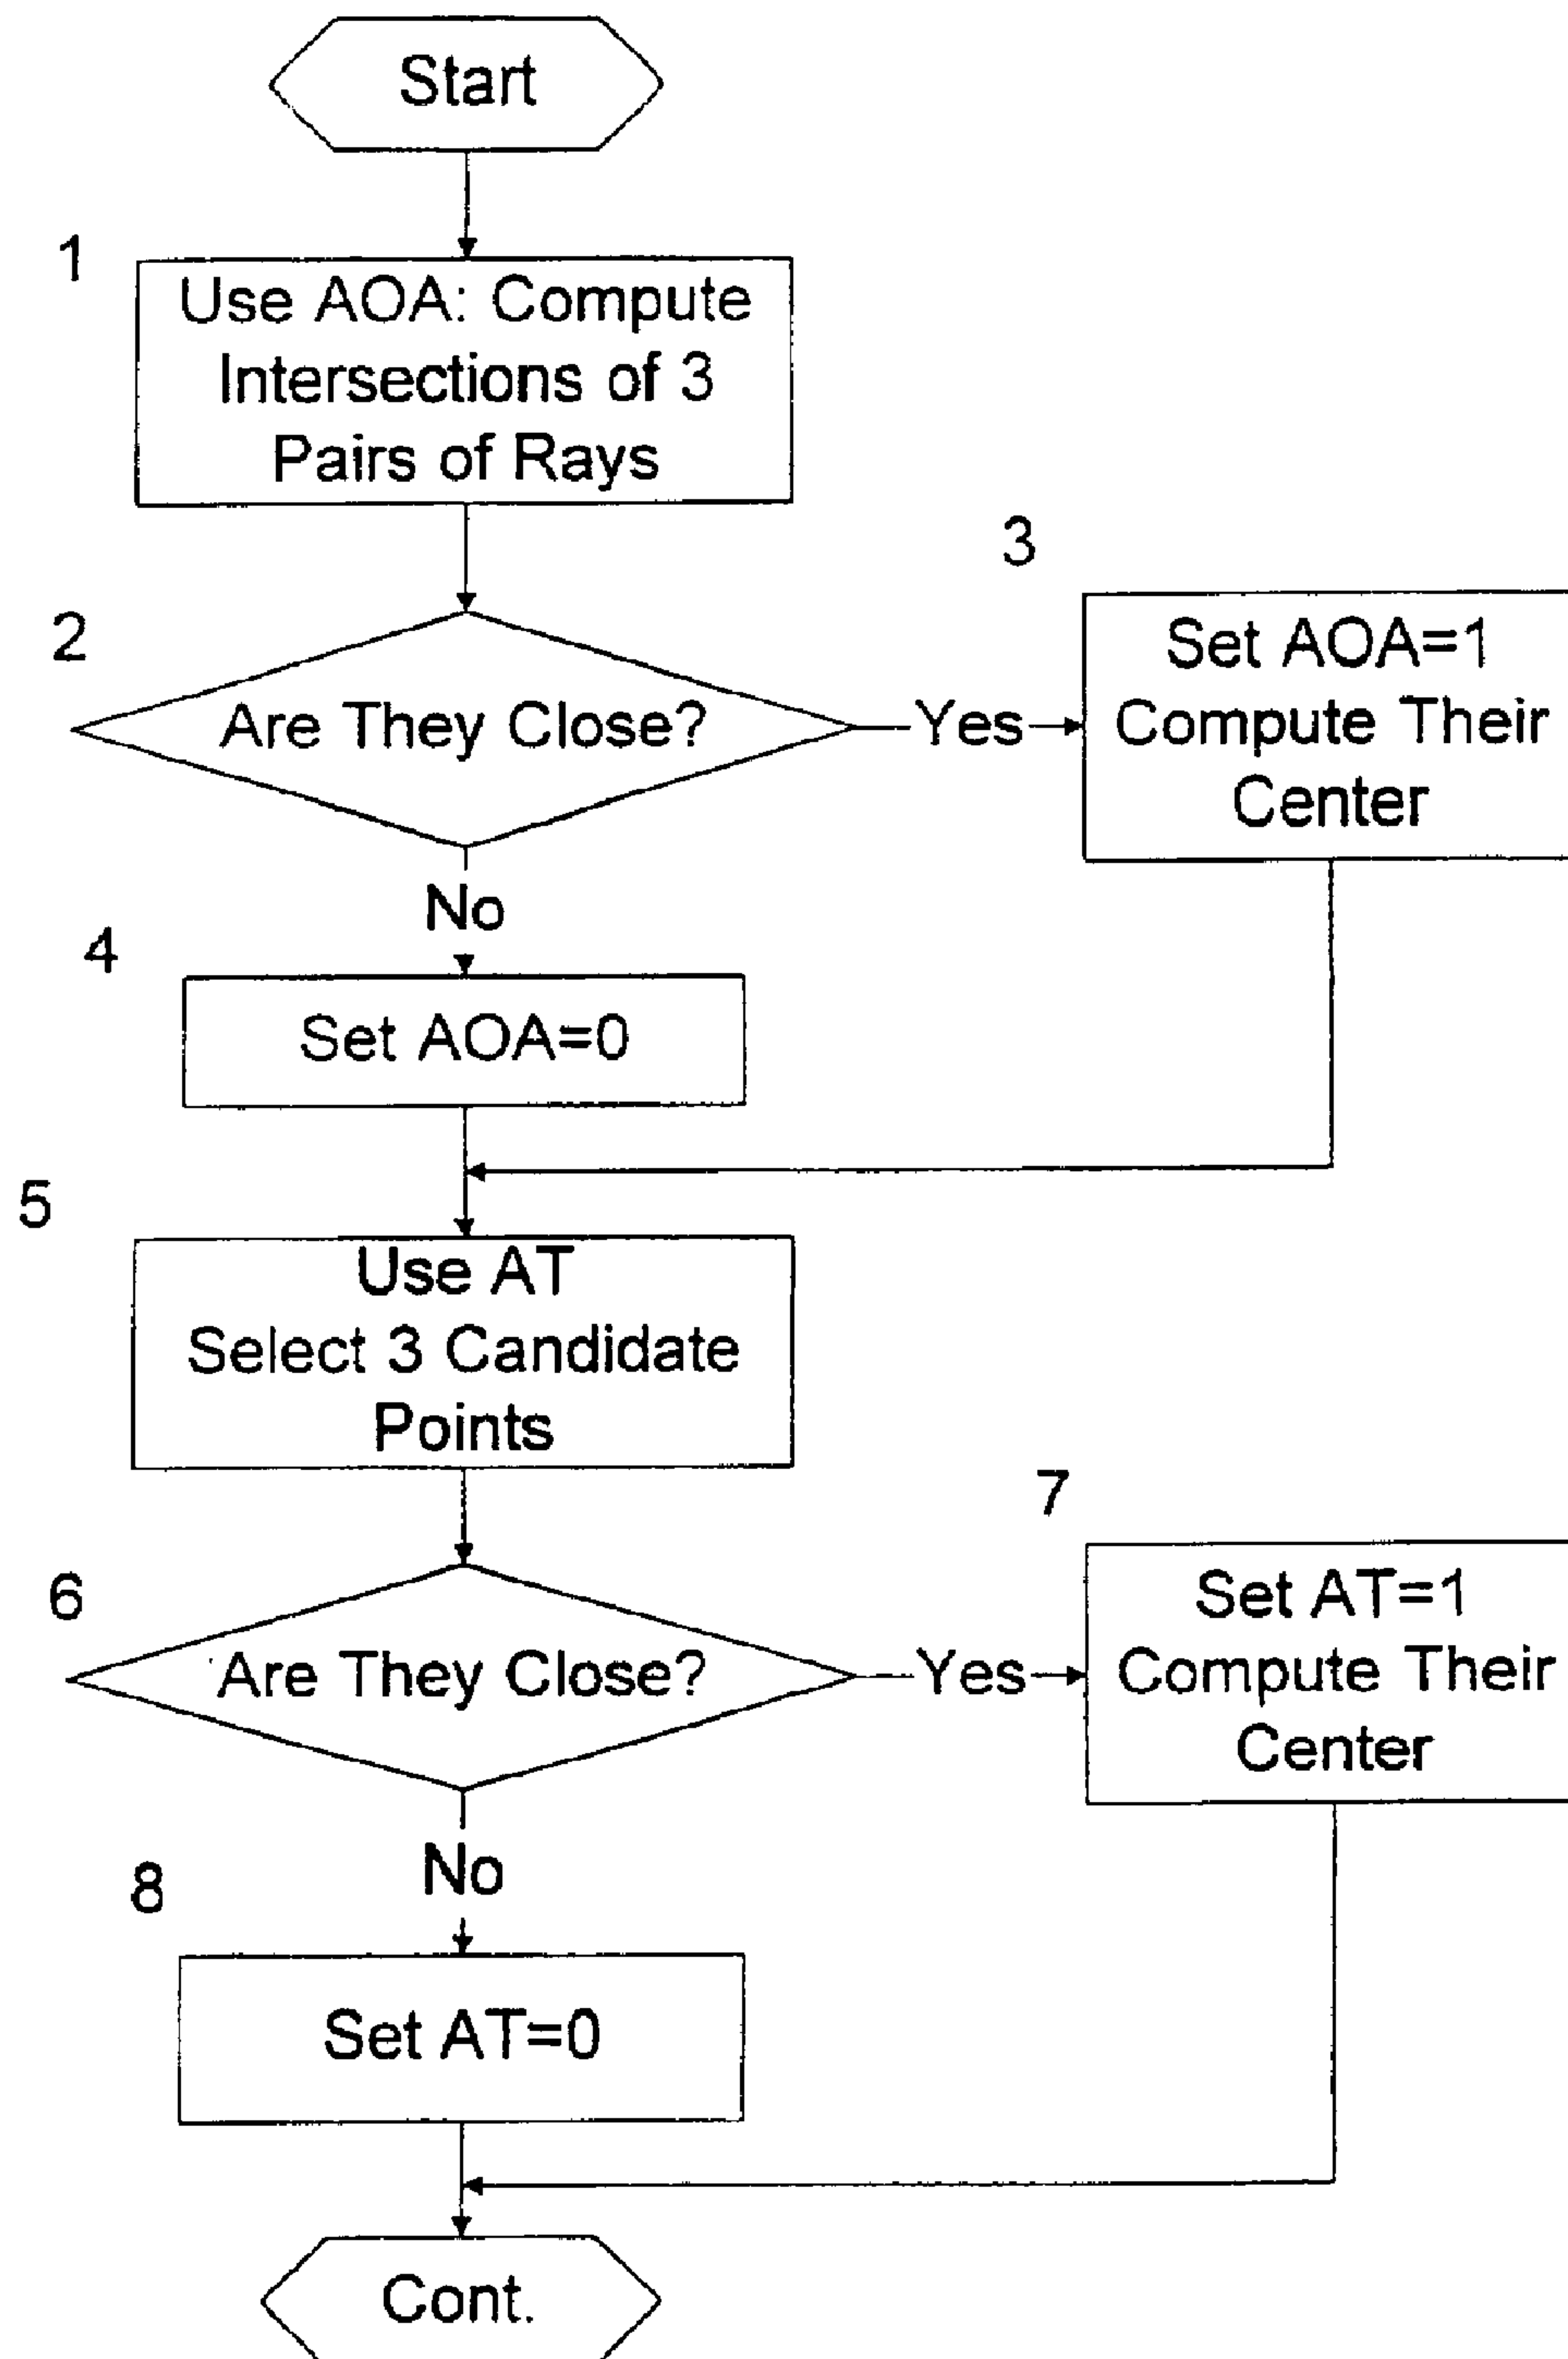 Start
1
Use AOA: Compute
Intersections of 3
Pairs of Rays
2
Are They Close?
Yes
3
Set AOA=1
Compute Their
Center
No
4
Set AOA=0
5
Use AT
Select 3 Candidate
Points
6
Are They Close?
Yes
7
Set AT=1
Compute Their
Center
No
8
Set AT=0
Cont.